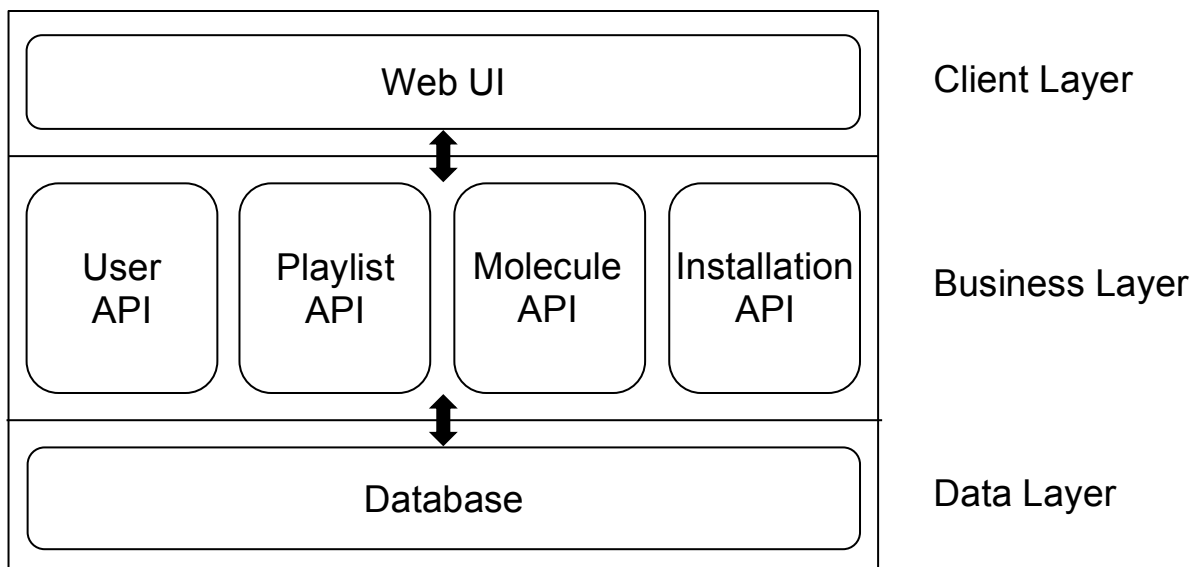 Web UI
Client Layer
User
API
Playlist
API
Molecule
API
Installation
API
Business Layer
Database
Data Layer